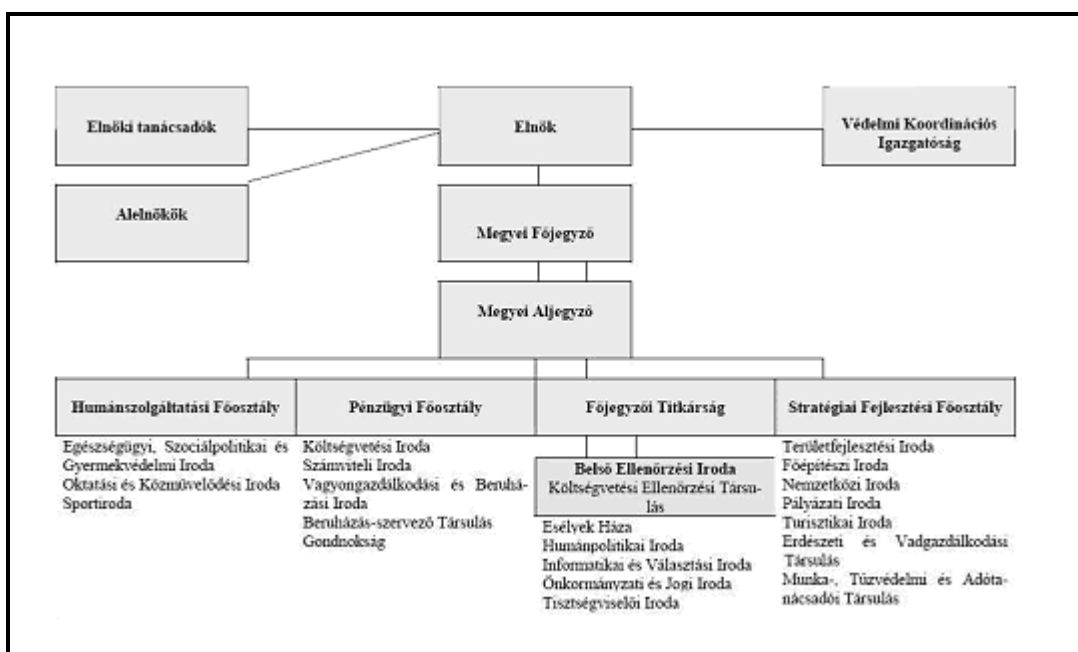 Elnöki tanácsadók
Elnök
Védelmi Koordinációs
Igazgatóság
Alelnökök
Megyei Főjegyző
Megyei Aljegyző
Humánszolgáltatási Főosztály
Egészségügyi, Szociálpolitikai és
Gyermekvédelmi Iroda
Oktatási és Közművelődési Iroda
Sportiroda
Pénzügyi Főosztály
Költségvetési Iroda
Számviteli Iroda
Vagyongazdálkodási és Beruhá-
zási Iroda
Beruházás-szervező Társulás
Gondnokság
Főjegyzői Titkárság
Belső Ellenőrzési Iroda
Költségvetési Ellenőrzési Társu-
lás
Esélyek Háza
Humánpolitikai Iroda
Informatikai és Választási Iroda
Önkormányzati és Jogi Iroda
Tisztségviselői Iroda
Stratégiai Fejlesztési Főosztály
Területfejlesztési Iroda
Főépítészi Iroda
Nemzetközi Iroda
Pályázati Iroda
Turisztikai Iroda
Erdészeti és Vadgazdálkodási
Társulás
Munka-, Tűzvédelmi és Adóta-
nácsadói Társulás